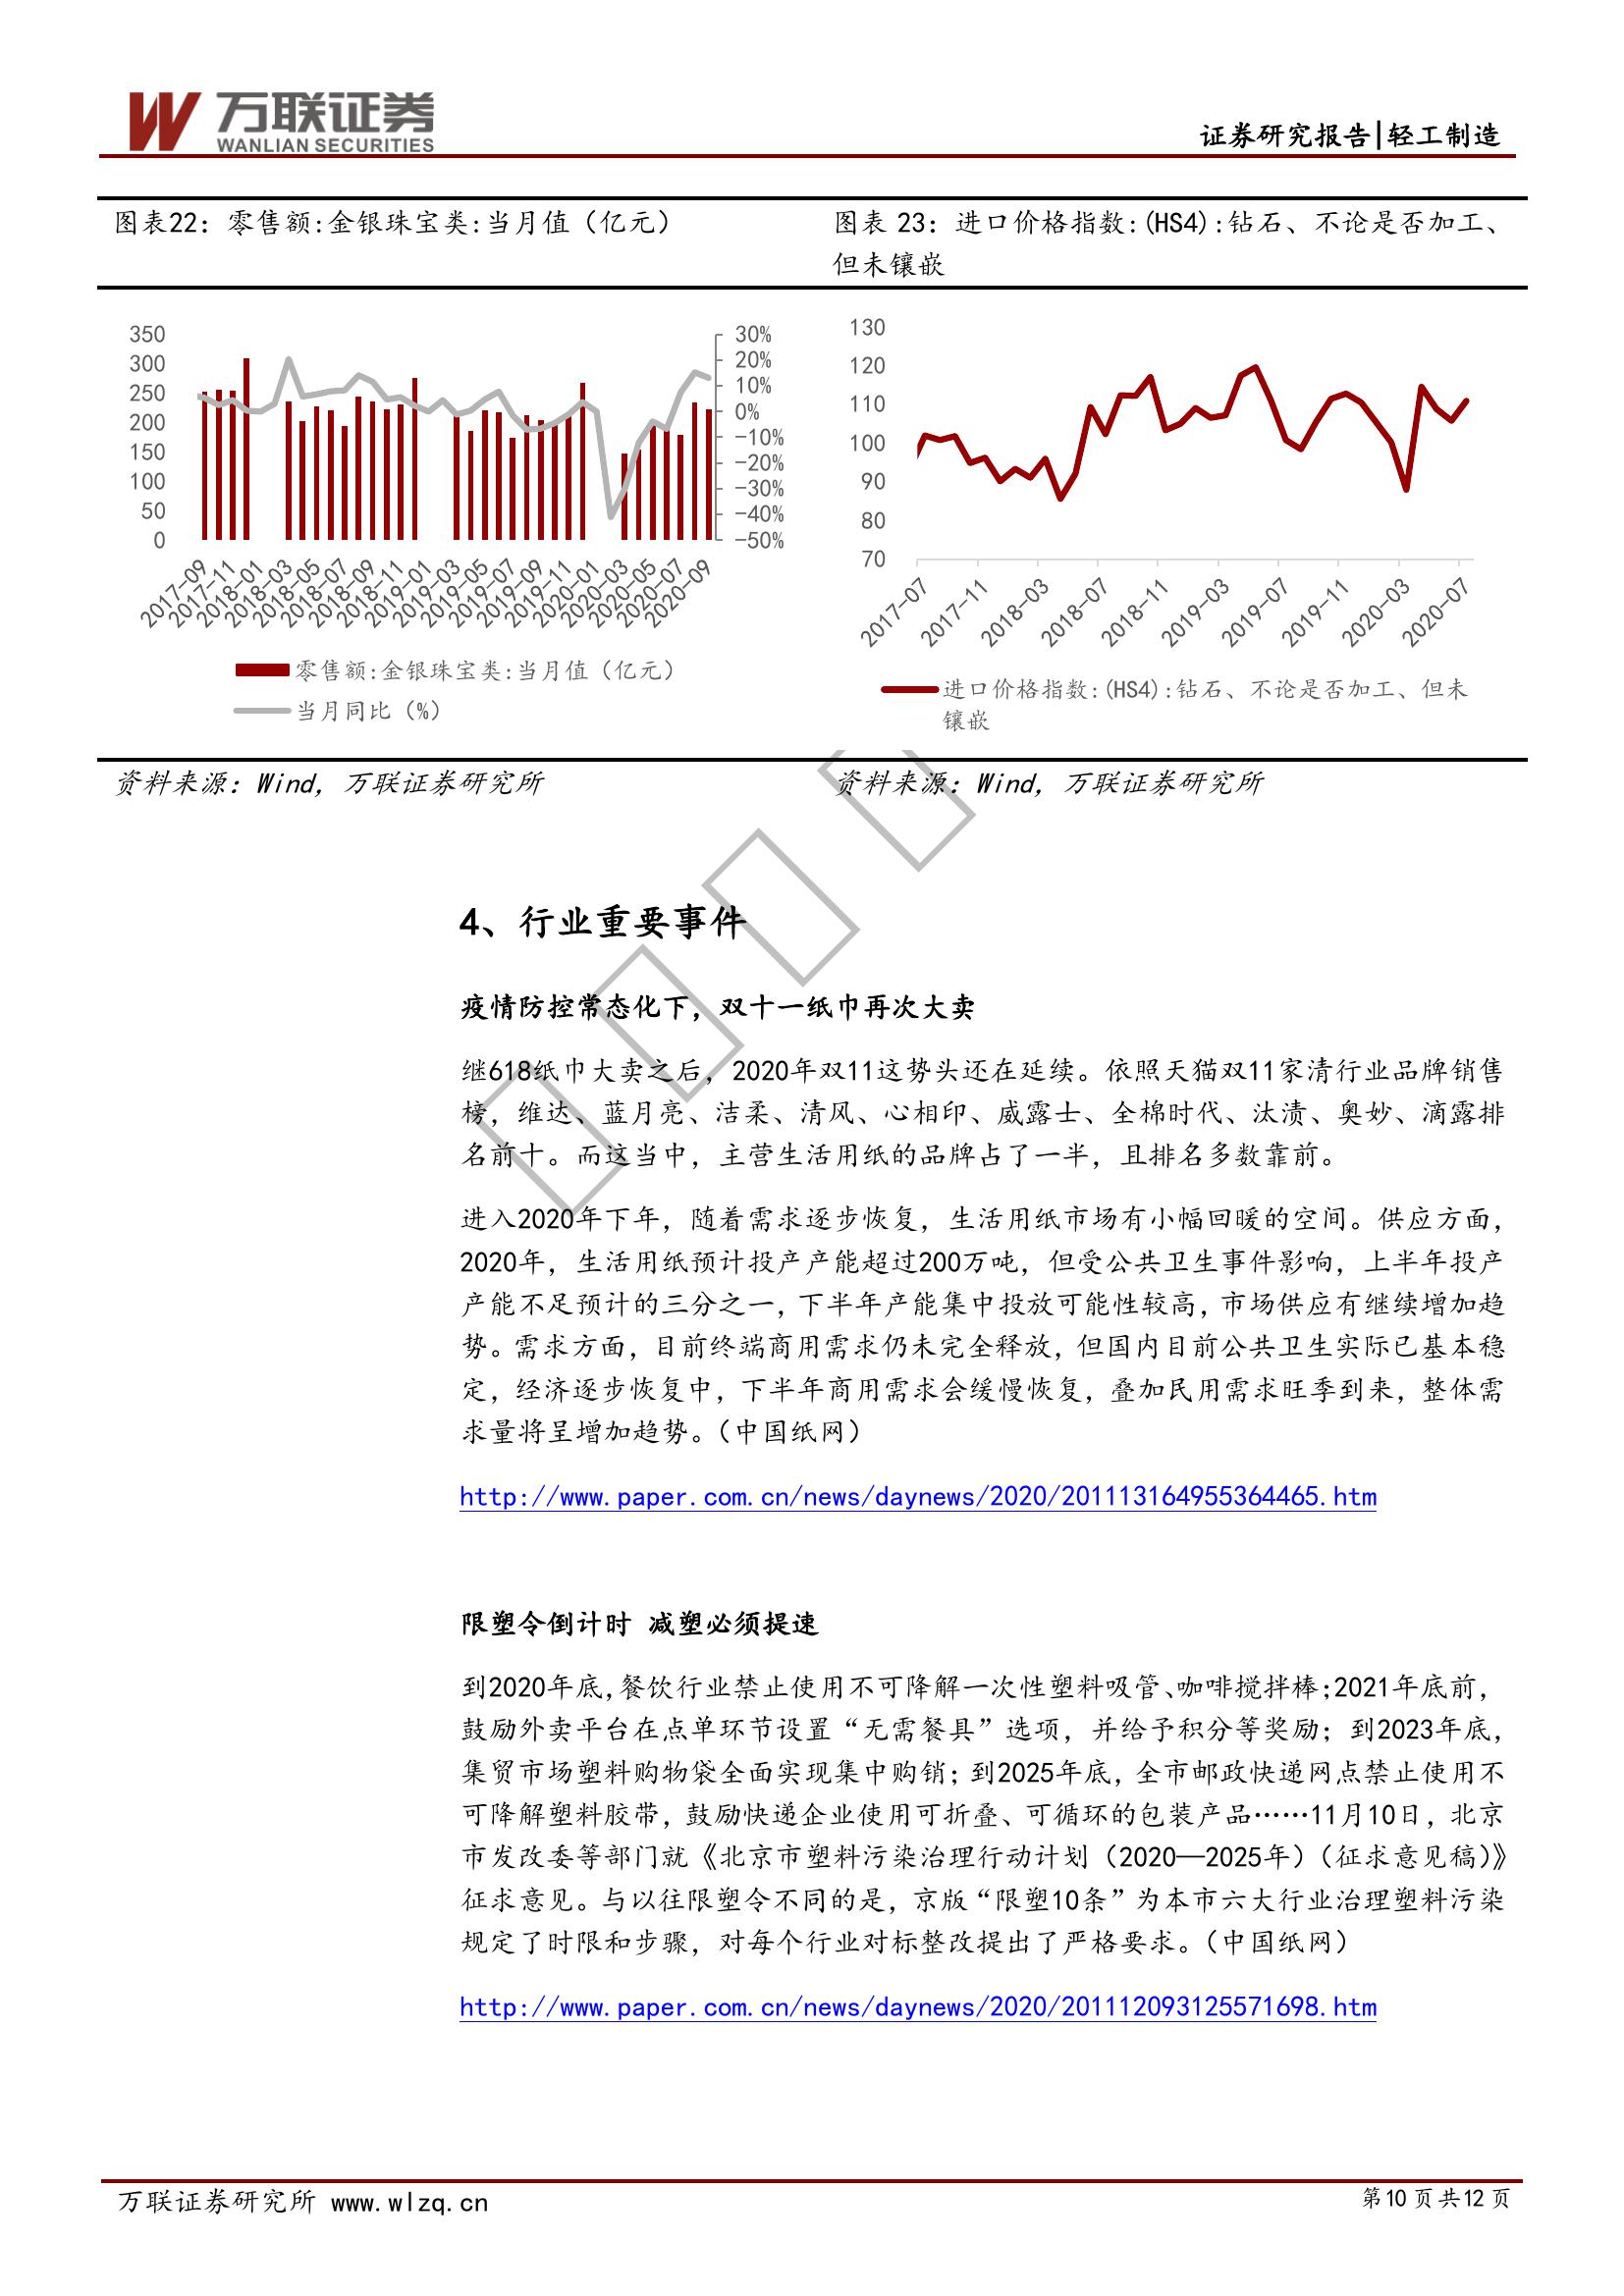 万联证券
WANLIAN SECURITIES
证券研究报告|轻工制造
图表22：零售额:金银珠宝类:当月值（亿元）
图表 23：进口价格指数:(HS4):钻石、不论是否加工、
但未镶嵌
350
300
250
200
150
100
50
0
30%
20%
10%
0%
-10%
-20%
-30%
-40%
-50%
2017-09
2017-11
2018-01
2018-03
2018-05
2018-07
2018-09
2018-11
2019-01
2019-03
2019-05
2019-07
2019-09
2019-11
2020-01
2020-03
2020-05
2020-07
2020-09
零售额:金银珠宝类:当月值（亿元）
当月同比（%）
130
120
110
100
90
80
70
2017-07
2017-11
2018-03
2018-07
2018-11
2019-03
2019-07
2019-11
2020-03
2020-07
进口价格指数:(HS4):钻石、不论是否加工、但未
镶嵌
资料来源：Wind，万联证券研究所
资料来源：Wind，万联证券研究所
4、行业重要事件
疫情防控常态化下，双十一纸巾再次大卖
继618纸巾大卖之后，2020年双11这势头还在延续。依照天猫双11家清行业品牌销售
榜，维达、蓝月亮、洁柔、清风、心相印、威露士、全棉时代、汰渍、奥妙、滴露排
名前十。而这当中，主营生活用纸的品牌占了一半，且排名多数靠前。
进入2020年下年，随着需求逐步恢复，生活用纸市场有小幅回暖的空间。供应方面，
2020年，生活用纸预计投产产能超过200万吨，但受公共卫生事件影响，上半年投产
产能不足预计的三分之一，下半年产能集中投放可能性较高，市场供应有继续增加趋
势。需求方面，目前终端商用需求仍未完全释放，但国内目前公共卫生实际已基本稳
定，经济逐步恢复中，下半年商用需求会缓慢恢复，叠加民用需求旺季到来，整体需
求量将呈增加趋势。（中国纸网）
http://www.paper.com.cn/news/daynews/2020/201113164955364465.htm
限塑令倒计时 减塑必须提速
到2020年底，餐饮行业禁止使用不可降解一次性塑料吸管、咖啡搅拌棒；2021年底前，
鼓励外卖平台在点单环节设置“无需餐具”选项，并给予积分等奖励；到2023年底，
集贸市场塑料购物袋全面实现集中购销；到2025年底，全市邮政快递网点禁止使用不
可降解塑料胶带，鼓励快递企业使用可折叠、可循环的包装产品……11月10日，北京
市发改委等部门就《北京市塑料污染治理行动计划（2020—2025年）（征求意见稿）》
征求意见。与以往限塑令不同的是，京版“限塑10条”为本市六大行业治理塑料污染
规定了时限和步骤，对每个行业对标整改提出了严格要求。（中国纸网）
http://www.paper.com.cn/news/daynews/2020/201112093125571698.htm
万联证券研究所 www.wlzq.cn
第10页共12页